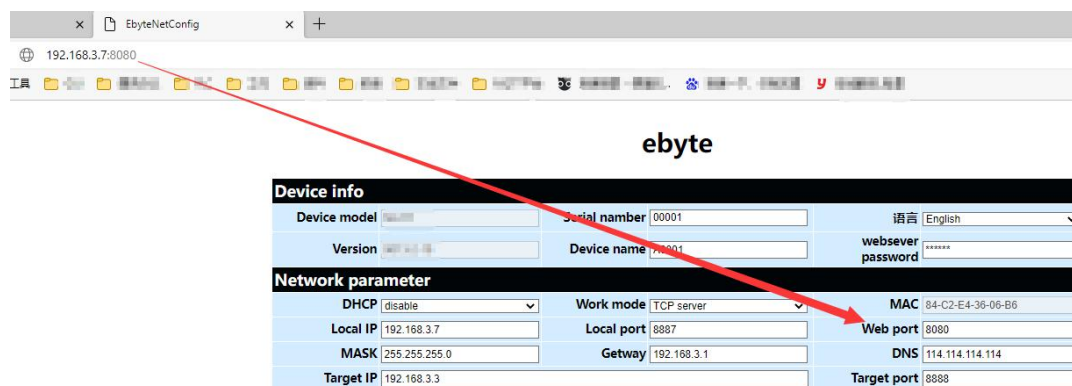 EbyteNetConfig
192.168.3.7:8080
工具
ebyte
Device info
Device model Serial namber 00001 语言 English
Version Device name websever password ******
Network parameter
DHCP disable Work mode TCP server MAC 84-C2-E4-36-06-B6
Local IP 192.168.3.7 Local port 8887 Web port 8080
MASK 255.255.255.0 Getway 192.168.3.1 DNS 114.114.114.114
Target IP 192.168.3.3 Target port 8888